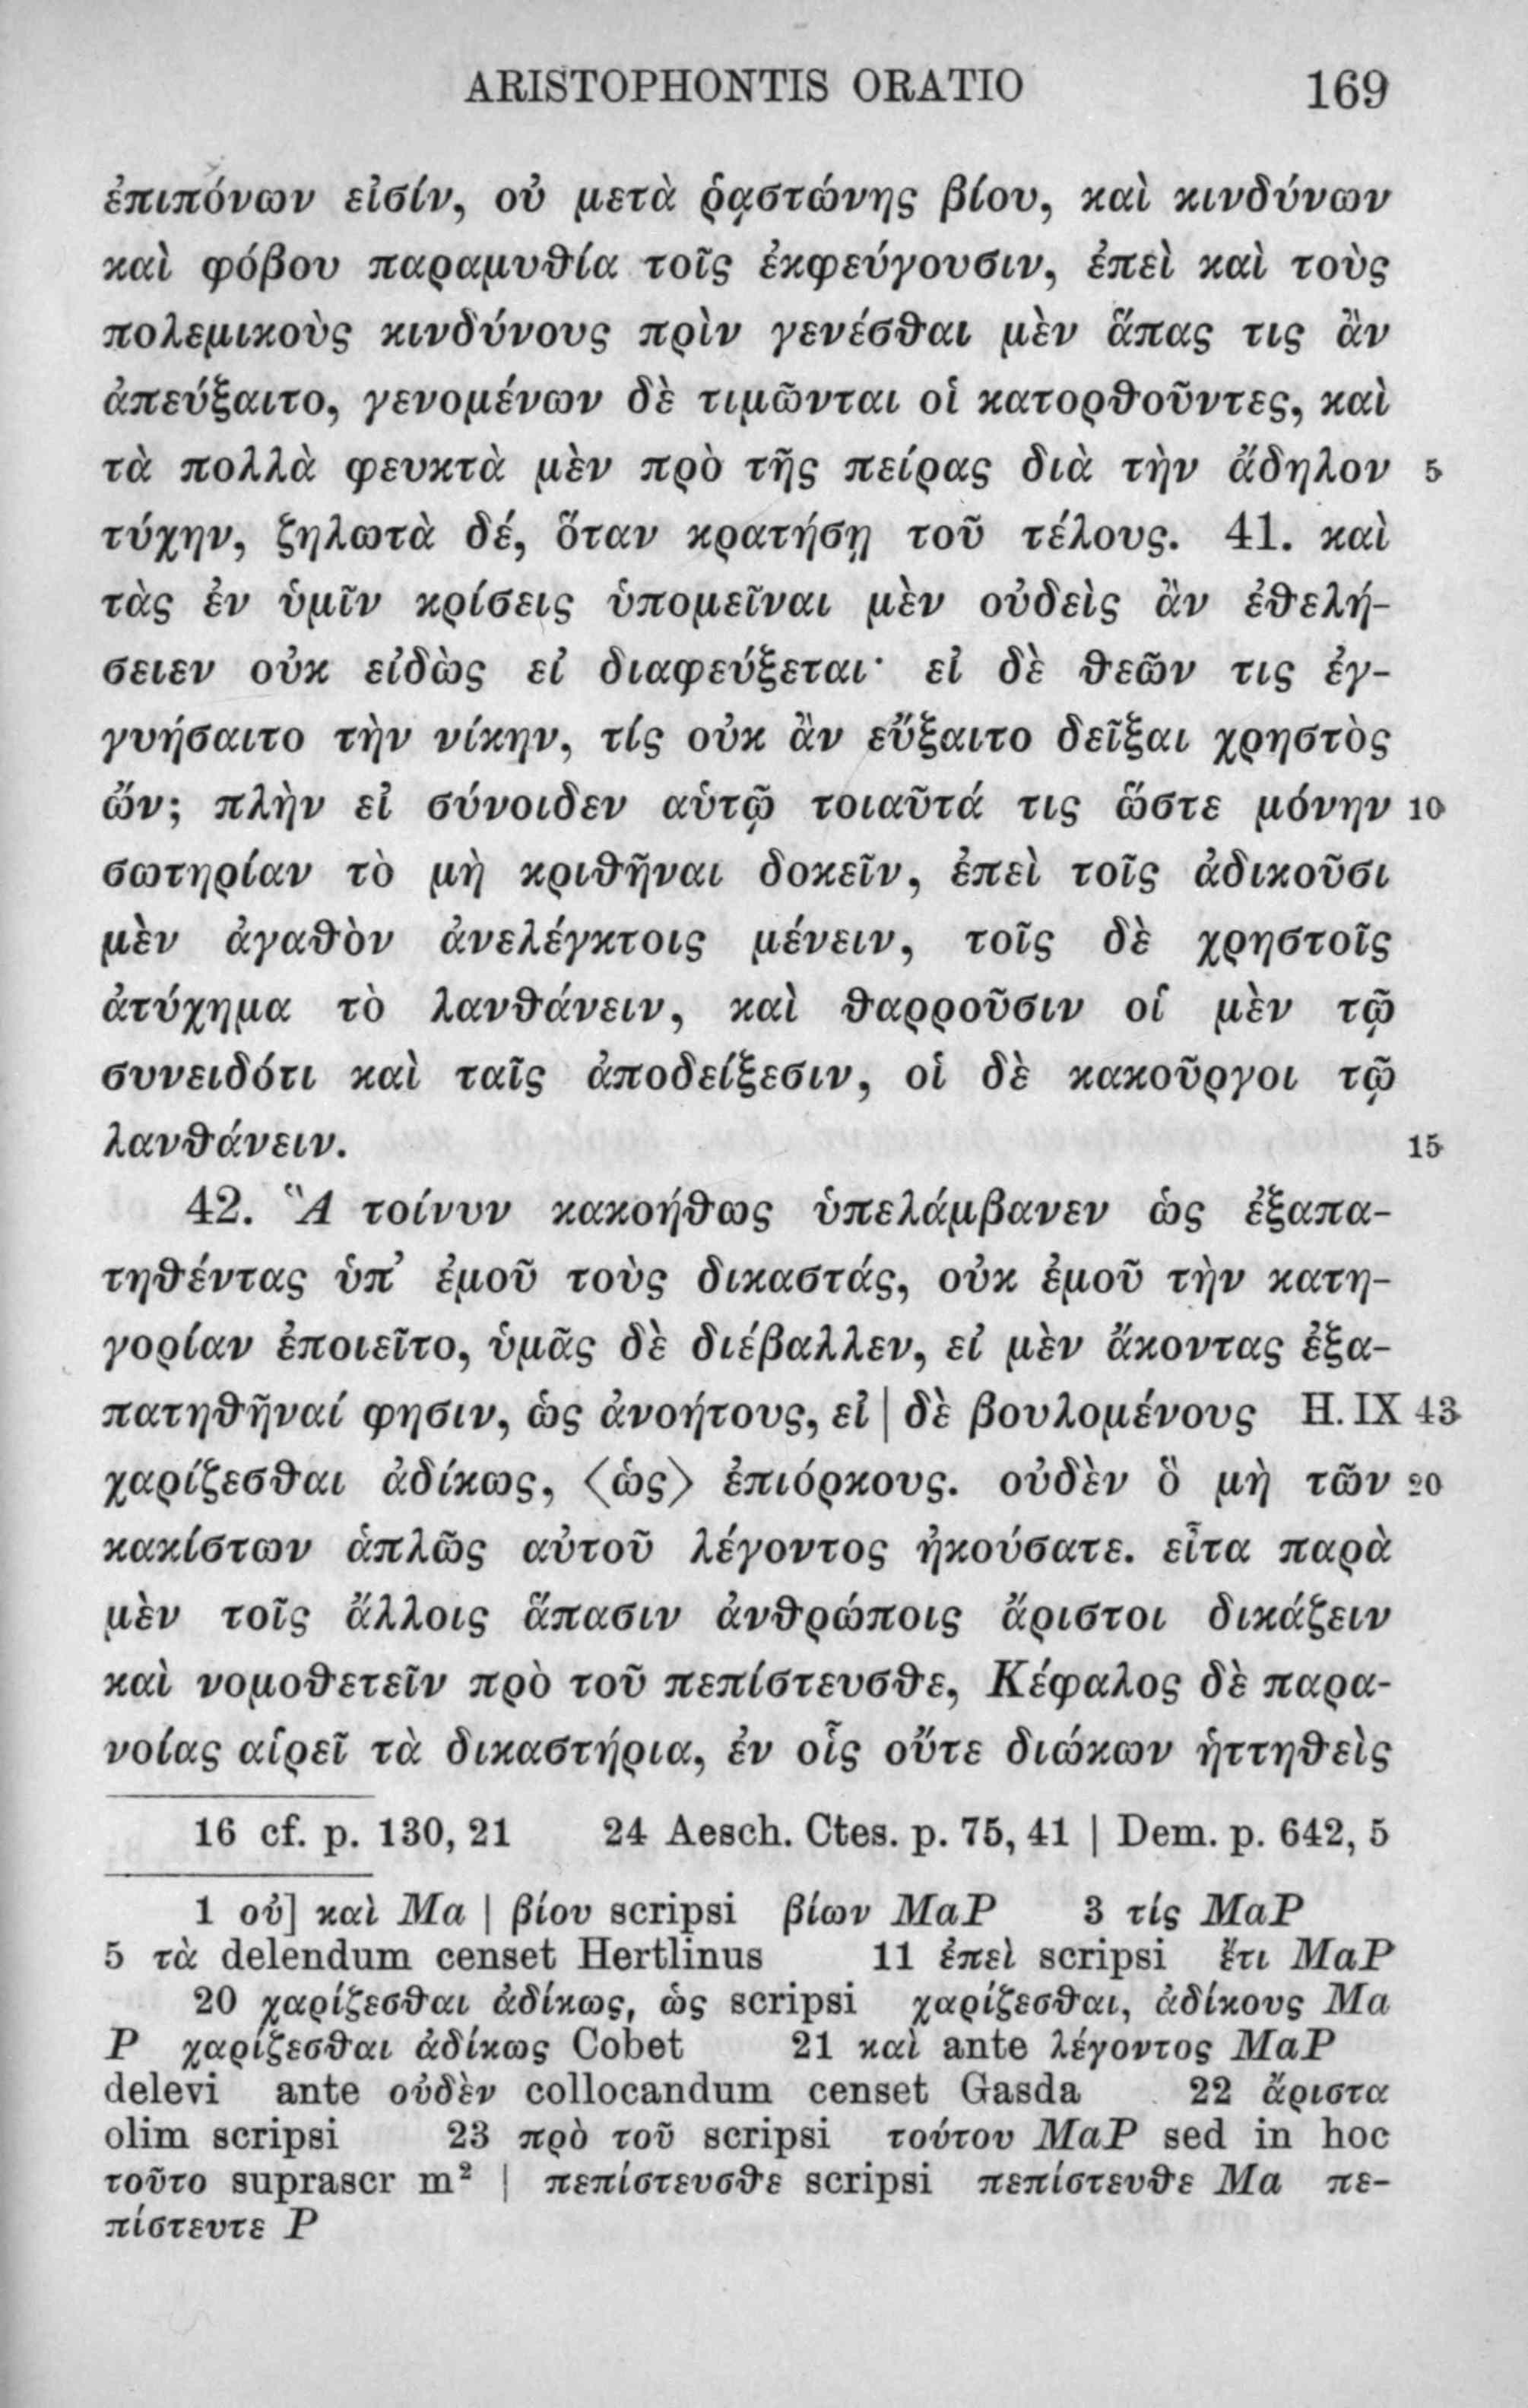 ARISTOPHONTIS ORATIO 169
ἐπιπόνων εἰσίν, οὐ μετὰ ῥᾳστώνης βίου, καὶ κινδύνων
καὶ φόβου παραμυθία τοῖς ἐκφεύγουσιν, ἐπεὶ καὶ τοὺς
πολεμικοὺς κινδύνους πρὶν γενέσθαι μὲν ἅπας τις ἂν
ἀπεύξαιτο, γενομένων δὲ τιμῶνται οἱ κατορθοῦντες, καὶ
τὰ πολλὰ φευκτὰ μὲν πρὸ τῆς πείρας διὰ τὴν ἄδηλον 5
τύχην, ζηλωτὰ δέ, ὅταν κρατήσῃ τοῦ τέλους. 41. καὶ
τὰς ἐν ὑμῖν κρίσεις ὑπομεῖναι μὲν οὐδεὶς ἂν ἐθελή-
σειεν οὐκ εἰδὼς εἰ διαφεύξεται· εἰ δὲ θεῶν τις ἐγ-
γυήσαιτο τὴν νίκην, τίς οὐκ ἂν εὔξαιτο δεῖξαι χρηστὸς
ὤν; πλὴν εἰ σύνοιδεν αὑτῷ τοιαῦτά τις ὥστε μόνην 10
σωτηρίαν τὸ μὴ κριθῆναι δοκεῖν, ἐπεὶ τοῖς ἀδικοῦσι
μὲν ἀγαθὸν ἀνελέγκτοις μένειν, τοῖς δὲ χρηστοῖς
ἀτύχημα τὸ λανθάνειν, καὶ θαρροῦσιν οἱ μὲν τῷ
συνειδότι καὶ ταῖς ἀποδείξεσιν, οἱ δὲ κακοῦργοι τῷ
λανθάνειν. 15
42. Ἃ τοίνυν κακοήθως ὑπελάμβανεν ὡς ἐξαπα-
τηθέντας ὑπ᾽ ἐμοῦ τοὺς δικαστάς, οὐκ ἐμοῦ τὴν κατη-
γορίαν ἐποιεῖτο, ὑμᾶς δὲ διέβαλλεν, εἰ μὲν ἄκοντας ἐξα-
πατηθῆναί φησιν, ὡς ἀνοήτους, εἰ | δὲ βουλομένους H. IX 43
χαρίζεσθαι ἀδίκως, ⟨ὡς⟩ ἐπιόρκους. οὐδὲν ὃ μὴ τῶν 20
κακίστων ἁπλῶς αὐτοῦ λέγοντος ἠκούσατε. εἶτα παρὰ
μὲν τοῖς ἄλλοις ἅπασιν ἀνθρώποις ἄριστοι δικάζειν
καὶ νομοθετεῖν πρὸ τοῦ πεπίστευσθε, Κέφαλος δὲ παρα-
νοίας αἱρεῖ τὰ δικαστήρια, ἐν οἷς οὔτε διώκων ἡττηθεὶς
16 cf. p. 130, 21 24 Aesch. Ctes. p. 75, 41 | Dem. p. 642, 5
1 οὐ] καὶ Ma | βίου scripsi βίων MaP 3 τίς MaP
5 τὰ delendum censet Hertlinus 11 ἐπεὶ scripsi ἔτι MaP
20 χαρίζεσθαι ἀδίκως, ὡς scripsi χαρίζεσθαι, ἀδίκους Ma
P χαρίζεσθαι ἀδίκως Cobet 21 καὶ ante λέγοντος MaP
delevi ante οὐδὲν collocandum censet Gasda 22 ἄριστα
olim scripsi 23 πρὸ τοῦ scripsi τούτου MaP sed in hoc
τοῦτο suprascr m² | πεπίστευσθε scripsi πεπίστευθε Ma πε-
πίστευτε P